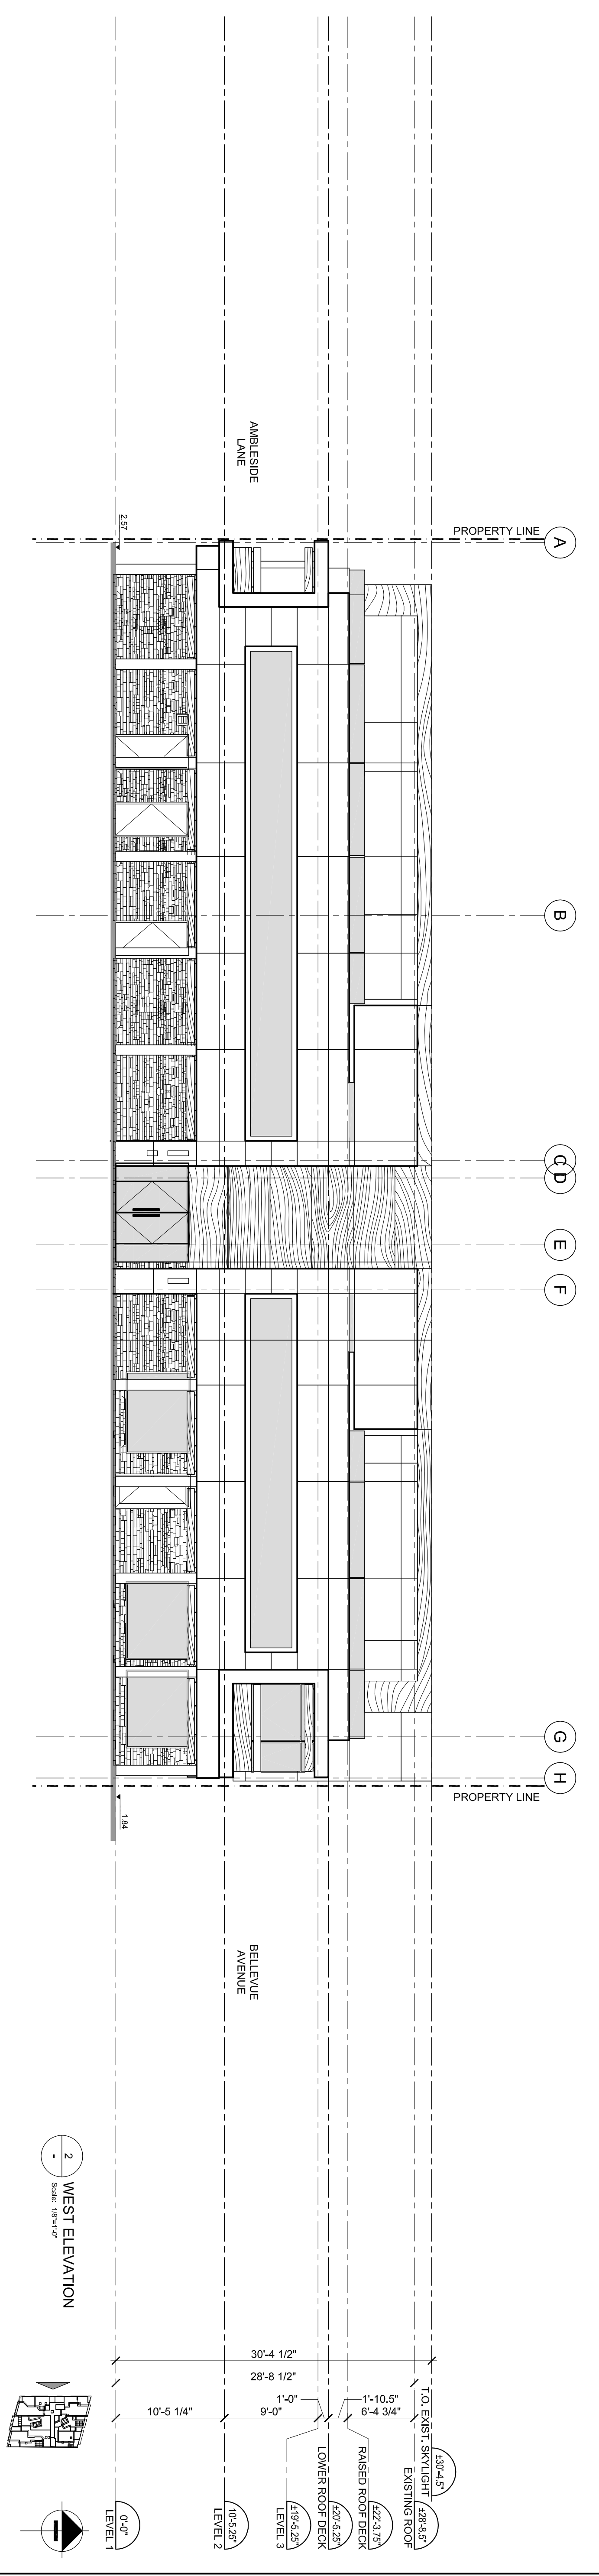 AMBLESIDE
LANE
PROPERTY LINE
2.57
A
B
C
D
E
F
G
H
PROPERTY LINE
1.84
BELLEVUE
AVENUE
2
-
WEST ELEVATION
Scale: 1/8"=1'-0"
30'-4 1/2"
28'-8 1/2"
10'-5 1/4"
9'-0"
1'-0"
1'-10.5"
6'-4 3/4"
±30'-4.5"
T.O. EXIST. SKYLIGHT
±28'-8.5"
EXISTING ROOF
±22'-3.75"
RAISED ROOF DECK
±20'-5.25"
LOWER ROOF DECK
±19'-5.25"
LEVEL 3
10'-5.25"
LEVEL 2
0'-0"
LEVEL 1